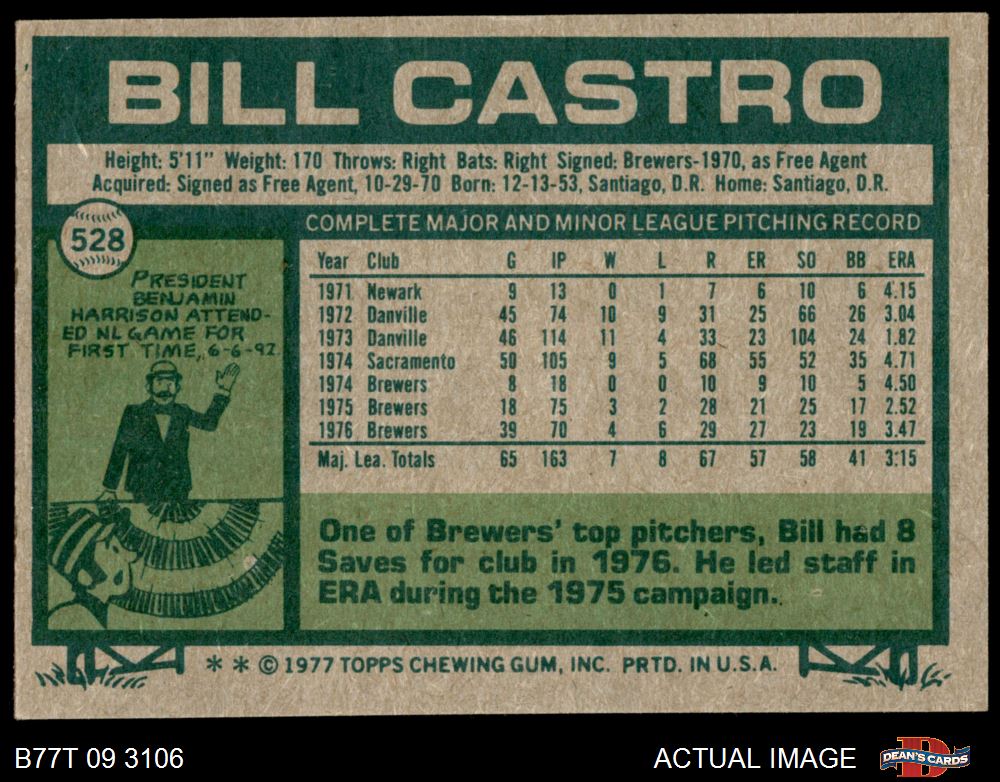 BILL CASTRO
Height: 5'11" Weight: 170 Throws: Right Bats: Right Signed: Brewers-1970, as Free Agent
Acquired: Signed as Free Agent, 10-29-70 Born: 12-13-53, Santiago, D.R. Home: Santiago, D.R.
528
PRESIDENT
BENJAMIN
HARRISON ATTEND-
ED NL GAME FOR
FIRST TIME, 6-6-92.
COMPLETE MAJOR AND MINOR LEAGUE PITCHING RECORD
Year Club G IP W L R ER SO BB ERA
1971 Newark 9 13 0 1 7 6 10 6 4.15
1972 Danville 45 74 10 9 31 25 66 26 3.04
1973 Danville 46 114 11 4 33 23 104 24 1.82
1974 Sacramento 50 105 9 5 68 55 52 35 4.71
1974 Brewers 8 18 0 0 10 9 10 5 4.50
1975 Brewers 18 75 3 2 28 21 25 17 2.52
1976 Brewers 39 70 4 6 29 27 23 19 3.47
Maj. Lea. Totals 65 163 7 8 67 57 58 41 3:15
One of Brewers' top pitchers, Bill had 8
Saves for club in 1976. He led staff in
ERA during the 1975 campaign.
* * © 1977 TOPPS CHEWING GUM, INC. PRTD. IN U.S.A.
B77T 09 3106
ACTUAL IMAGE
DEAN'S CARDS